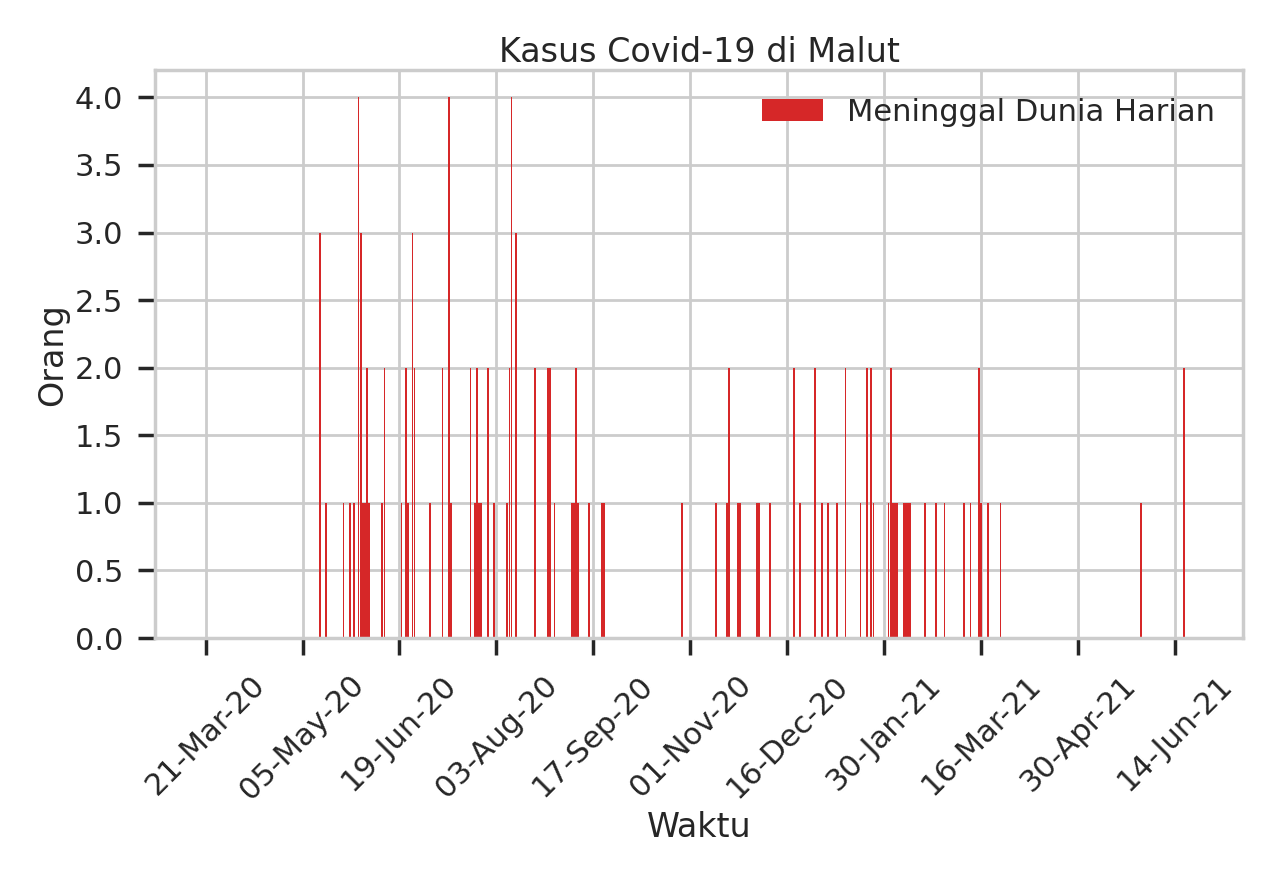 Kasus Covid-19 di Malut
Meninggal Dunia Harian
Orang
4.0
3.5
3.0
2.5
2.0
1.5
1.0
0.5
0.0
21-Mar-20
05-May-20
19-Jun-20
03-Aug-20
17-Sep-20
01-Nov-20
16-Dec-20
30-Jan-21
16-Mar-21
30-Apr-21
14-Jun-21
Waktu